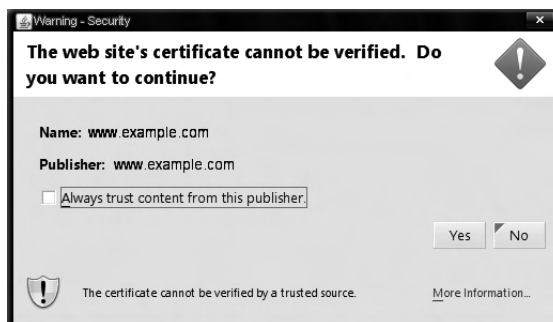 Warning - Security
The web site's certificate cannot be verified.  Do
you want to continue?
Name: www.example.com
Publisher: www.example.com
Always trust content from this publisher.
Yes No
The certificate cannot be verified by a trusted source. More Information...